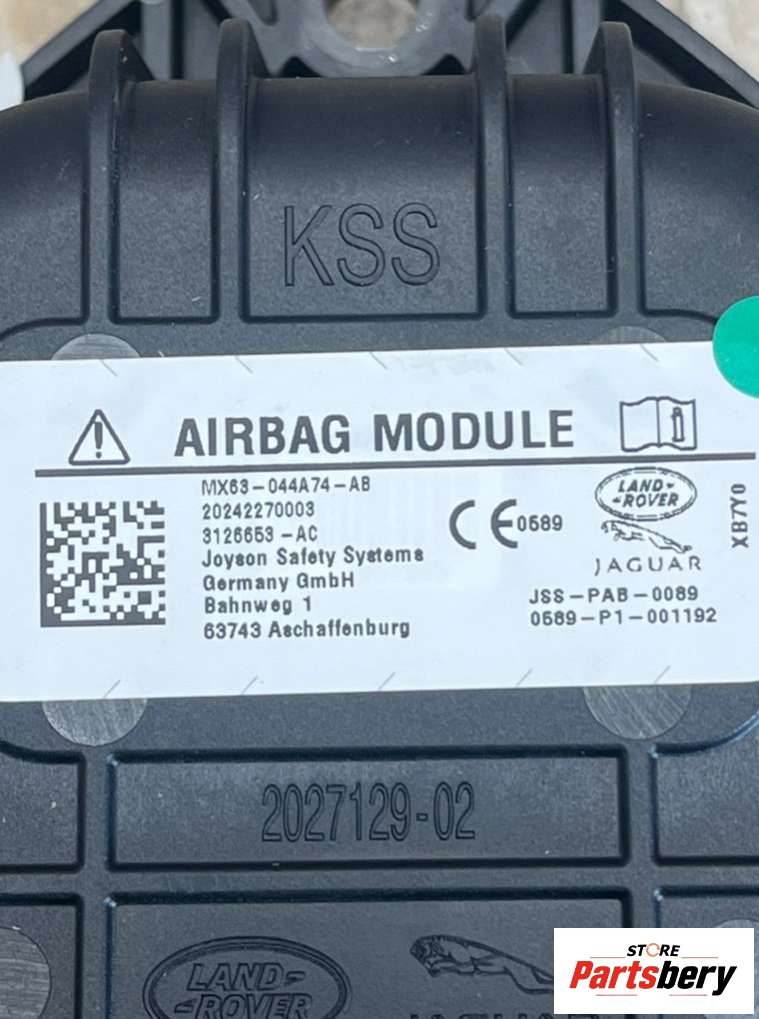 KSS
AIRBAG MODULE
MX63-044A74-AB
20242270003
3126653-AC
Joyson Safety Systems
Germany GmbH
Bahnweg 1
63743 Aschaffenburg
CE 0589
LAND-
-ROVER
JAGUAR
JSS-PAB-0089
0589-P1-001192
XB7Y0
2027129-02
LAND-
-ROVER
JAGUAR
STORE
Partsbery